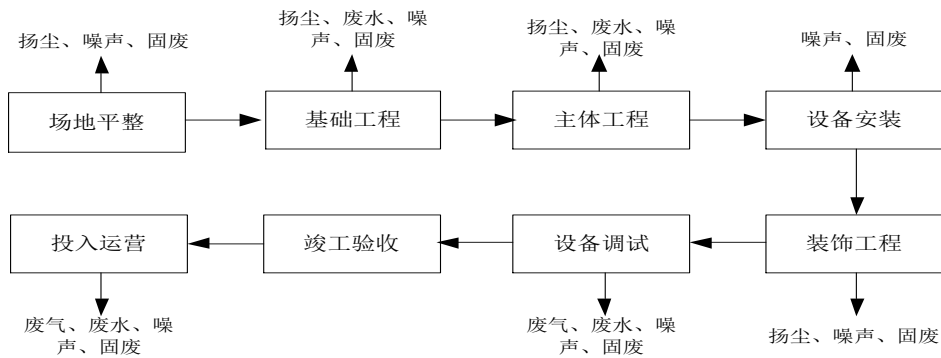 扬尘、噪声、固废
扬尘、废水、噪
声、固废
扬尘、废水、噪
声、固废
噪声、固废
场地平整
基础工程
主体工程
设备安装
投入运营
竣工验收
设备调试
装饰工程
废气、废水、噪
声、固废
废气、废水、噪
声、固废
扬尘、噪声、固废